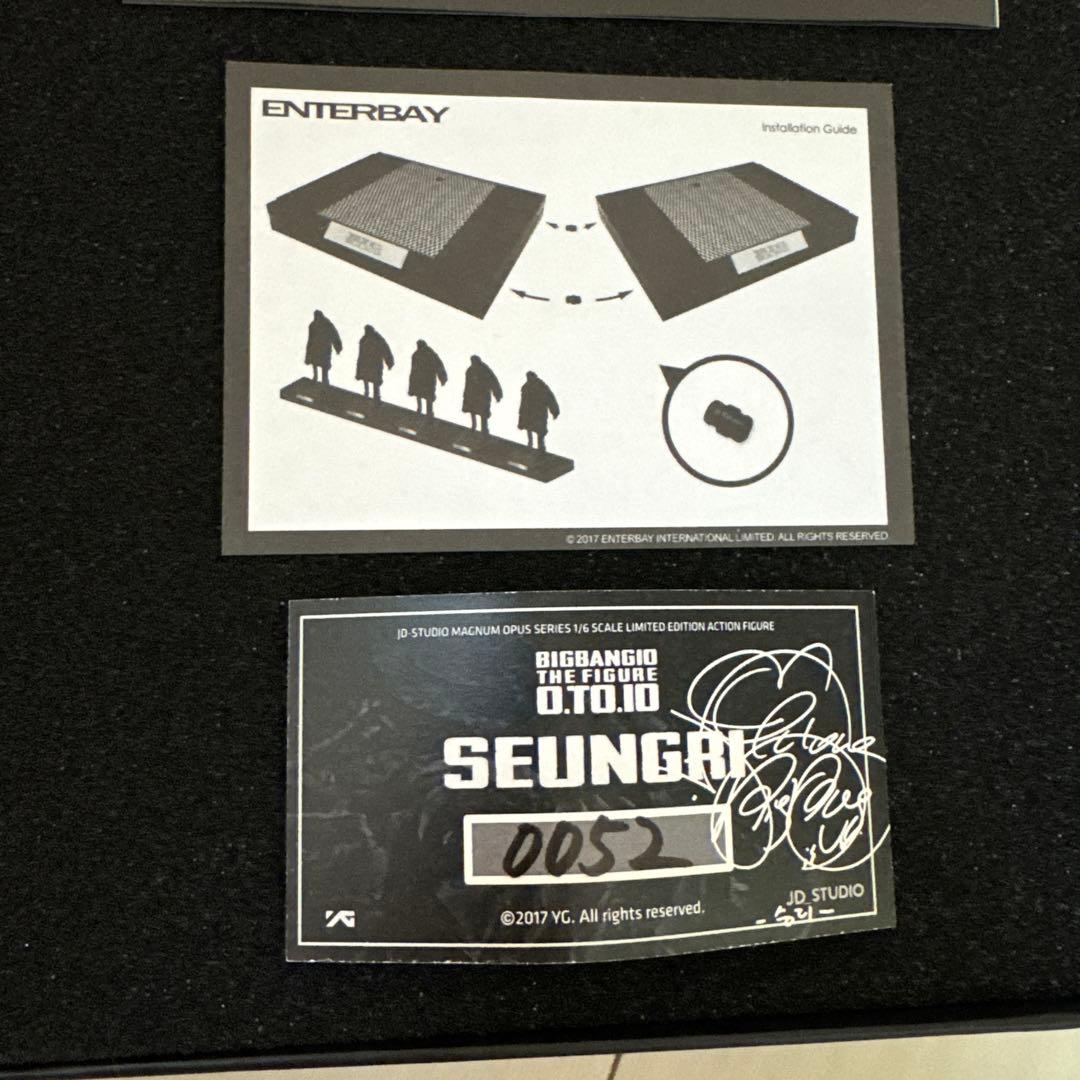 ENTERBAY
Installation Guide
© 2017 ENTERBAY INTERNATIONAL LIMITED. ALL RIGHTS RESERVED
JD-STUDIO MAGNUM OPUS SERIES 1/6 SCALE LIMITED EDITION ACTION FIGURE
BIGBANG10
THE FIGURE
0.TO.10
SEUNGRI
0052
YG
©2017 YG. All rights reserved.
JD_STUDIO
- 승리 -